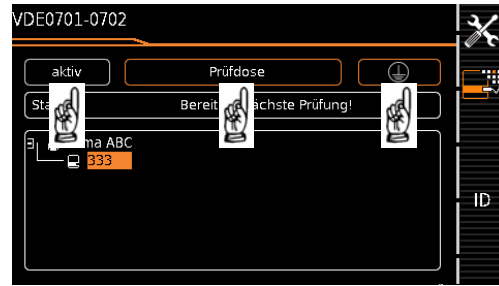 VDE0701-0702
aktiv Prüfdose
Bereit ächste Prüfung!
ma ABC
333
ID